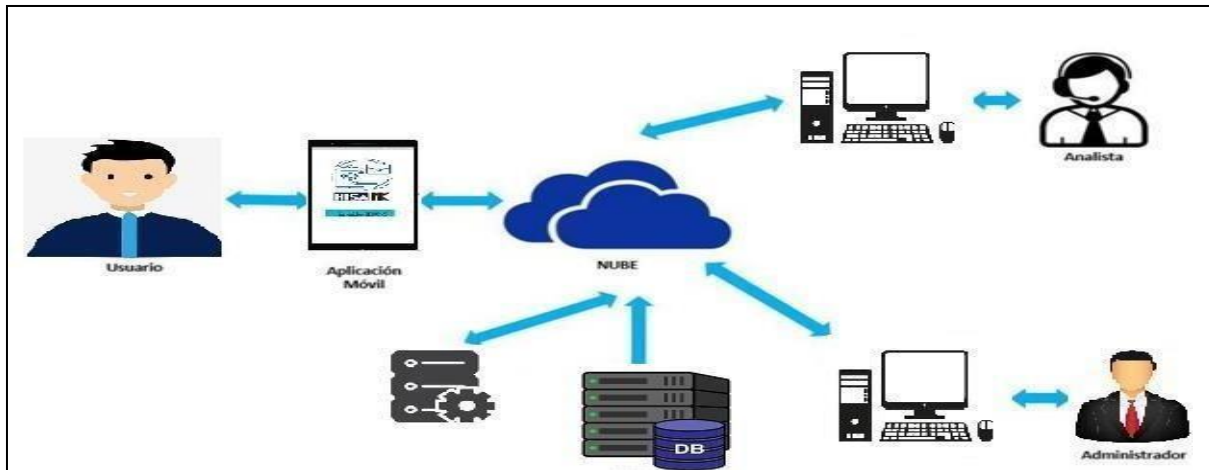 Analista
Usuario
Aplicación
Móvil
NUBE
DB
Administrador